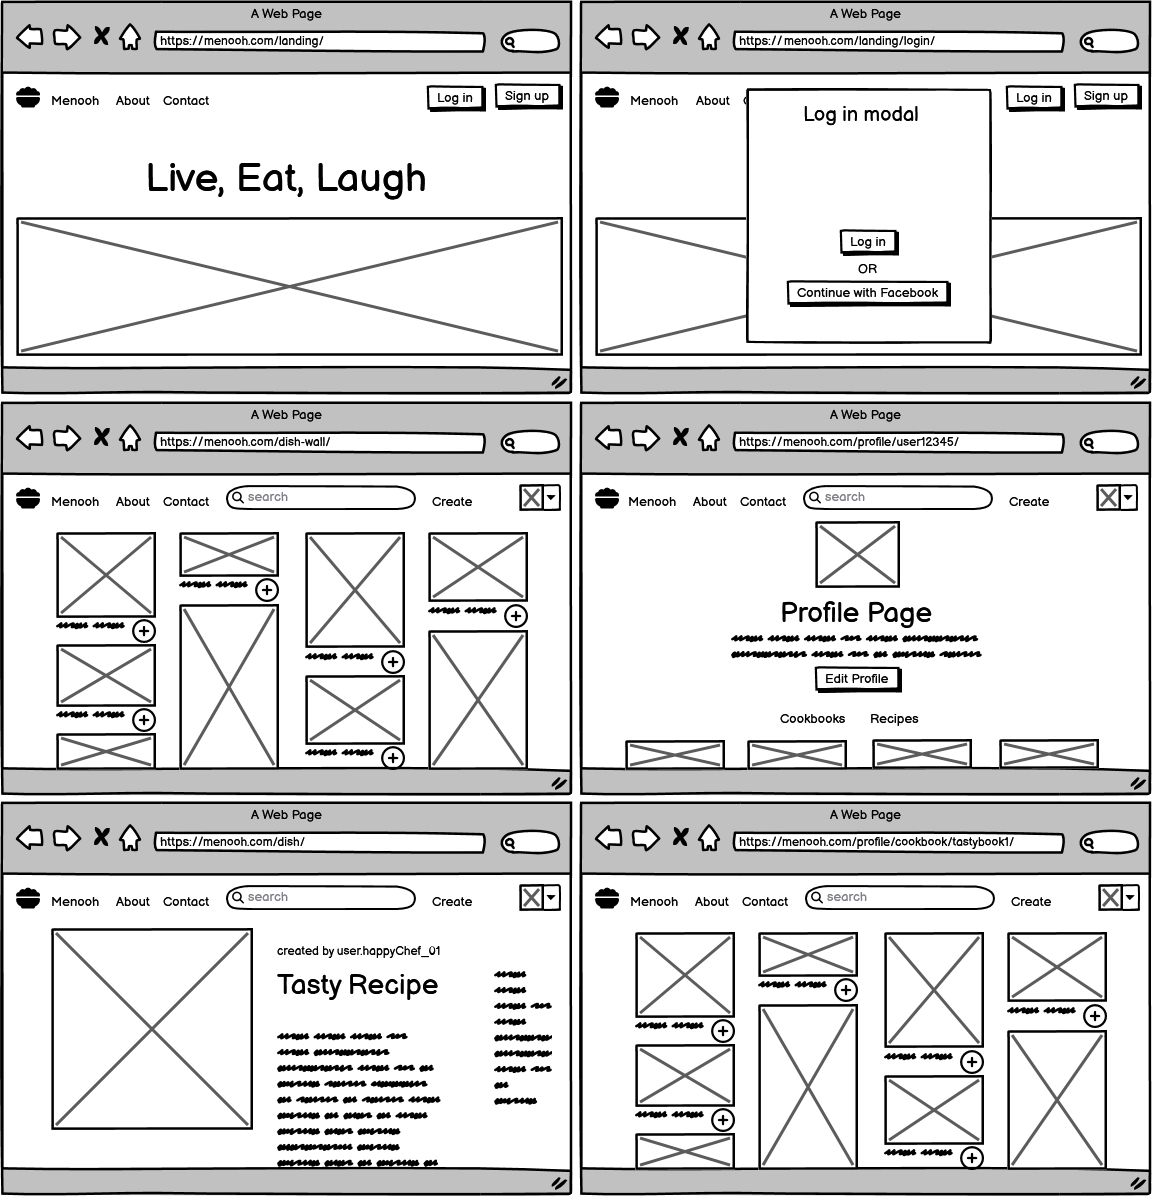 A Web Page
https://menooh.com/landing/
Menooh About Contact Log in Sign up
Live, Eat, Laugh
A Web Page
https://menooh.com/landing/login/
Menooh About Log in Sign up
Log in modal
Log in
OR
Continue with Facebook
A Web Page
https://menooh.com/dish-wall/
Menooh About Contact search Create
A Web Page
https://menooh.com/profile/user12345/
Menooh About Contact search Create
Profile Page
Edit Profile
Cookbooks Recipes
A Web Page
https://menooh.com/dish/
Menooh About Contact search Create
created by user.happyChef_01
Tasty Recipe
A Web Page
https://menooh.com/profile/cookbook/tastybook1/
Menooh About Contact search Create